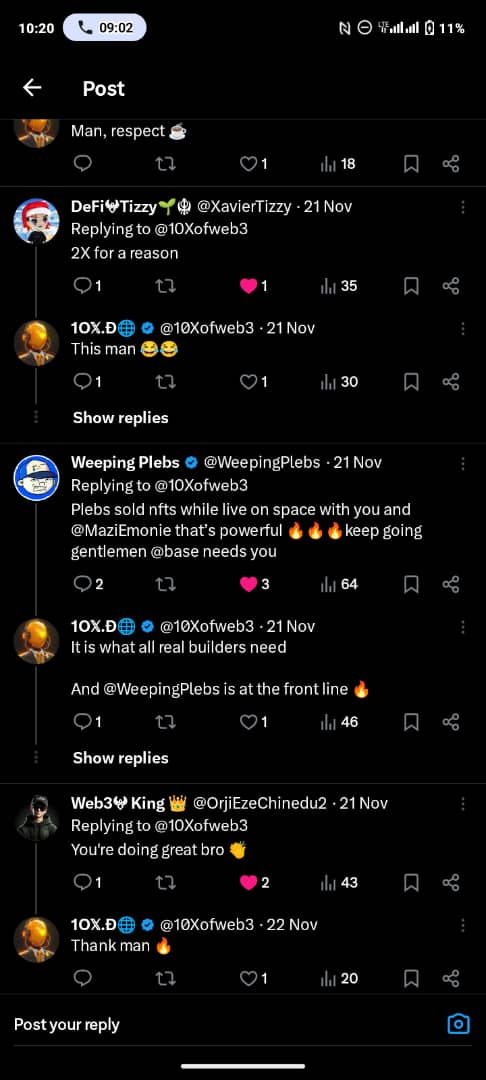 10:20 09:02 LTE 11%
Post
Man, respect ☕
1 18
DeFi🔱Tizzy🌱☬ @XavierTizzy · 21 Nov
Replying to @10Xofweb3
2X for a reason
1 1 35
1O𝕏.Ð🌐 @10Xofweb3 · 21 Nov
This man 😂😂
1 1 30
Show replies
Weeping Plebs @WeepingPlebs · 21 Nov
Replying to @10Xofweb3
Plebs sold nfts while live on space with you and
@MaziEmonie that's powerful 🔥🔥🔥keep going
gentlemen @base needs you
2 3 64
1O𝕏.Ð🌐 @10Xofweb3 · 21 Nov
It is what all real builders need
And @WeepingPlebs is at the front line 🔥
1 1 46
Show replies
Web3🔱 King 👑 @OrjiEzeChinedu2 · 21 Nov
Replying to @10Xofweb3
You're doing great bro 👏
1 2 43
1O𝕏.Ð🌐 @10Xofweb3 · 22 Nov
Thank man 🔥
1 20
Post your reply